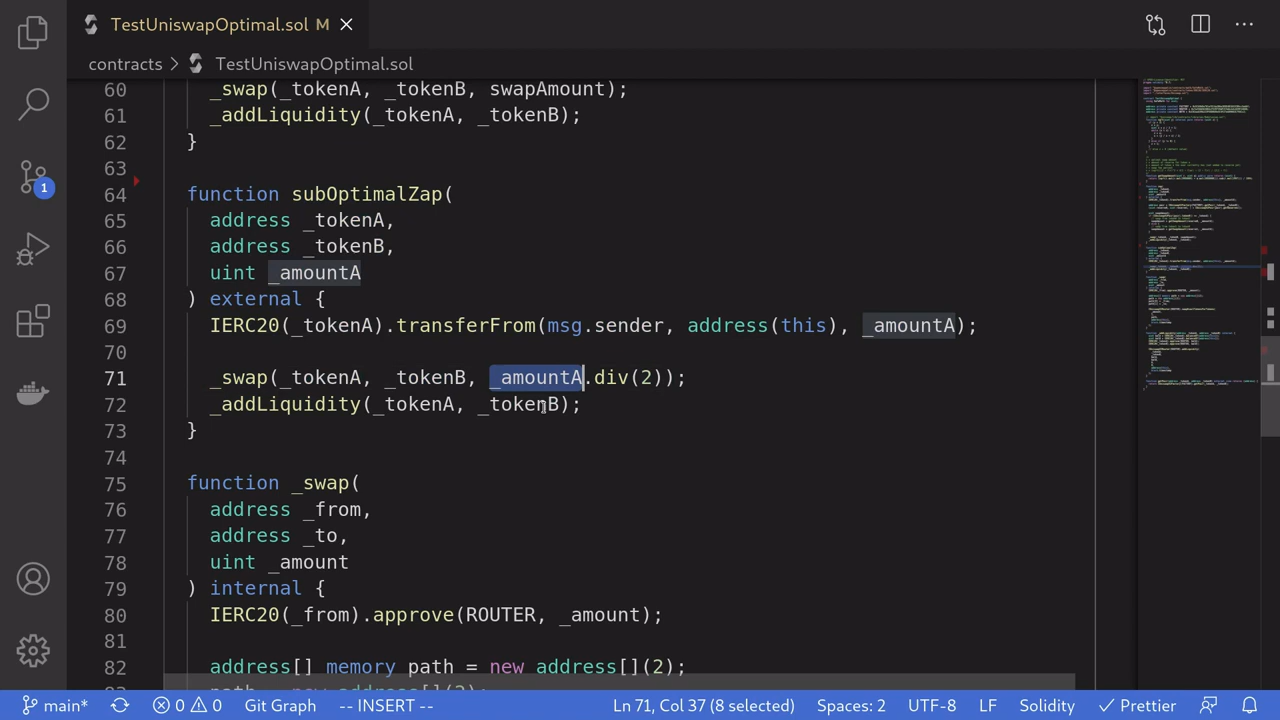 TestUniswapOptimal.sol M
contracts > TestUniswapOptimal.sol
60 _swap(_tokenA, _tokenB, swapAmount);
61 _addLiquidity(_tokenA, _tokenB);
62 }
63
64 function subOptimalZap(
65 address _tokenA,
66 address _tokenB,
67 uint _amountA
68 ) external {
69 IERC20(_tokenA).transferFrom(msg.sender, address(this), _amountA);
70
71 _swap(_tokenA, _tokenB, _amountA.div(2));
72 _addLiquidity(_tokenA, _tokenB);
73 }
74
75 function _swap(
76 address _from,
77 address _to,
78 uint _amount
79 ) internal {
80 IERC20(_from).approve(ROUTER, _amount);
81
82 address[] memory path = new address[](2);
1
main* 0 0 Git Graph -- INSERT -- Ln 71, Col 37 (8 selected) Spaces: 2 UTF-8 LF Solidity Prettier